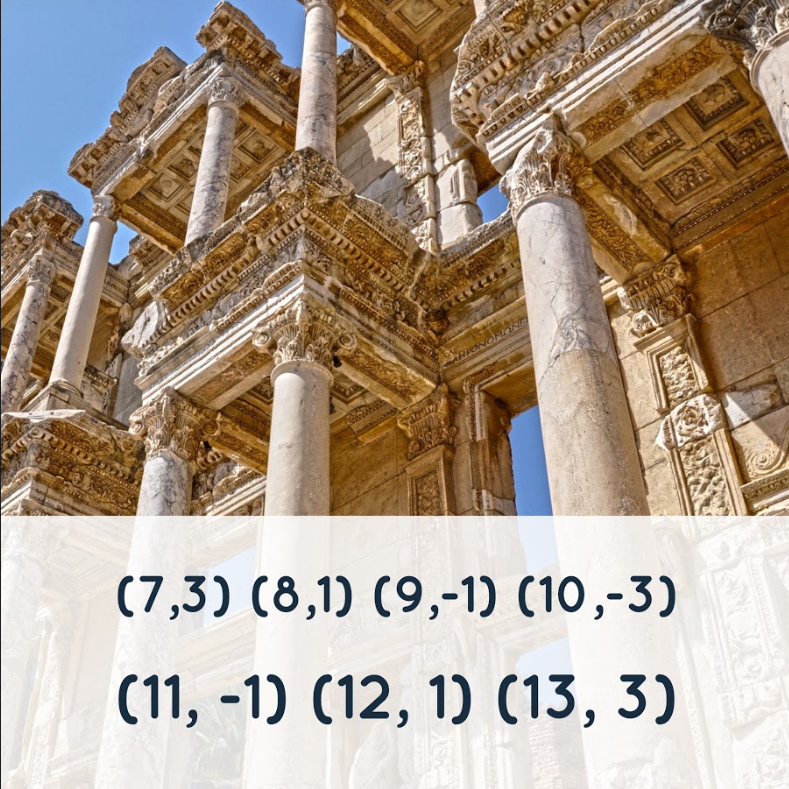 (7,3) (8,1) (9,-1) (10,-3)
(11, -1) (12, 1) (13, 3)